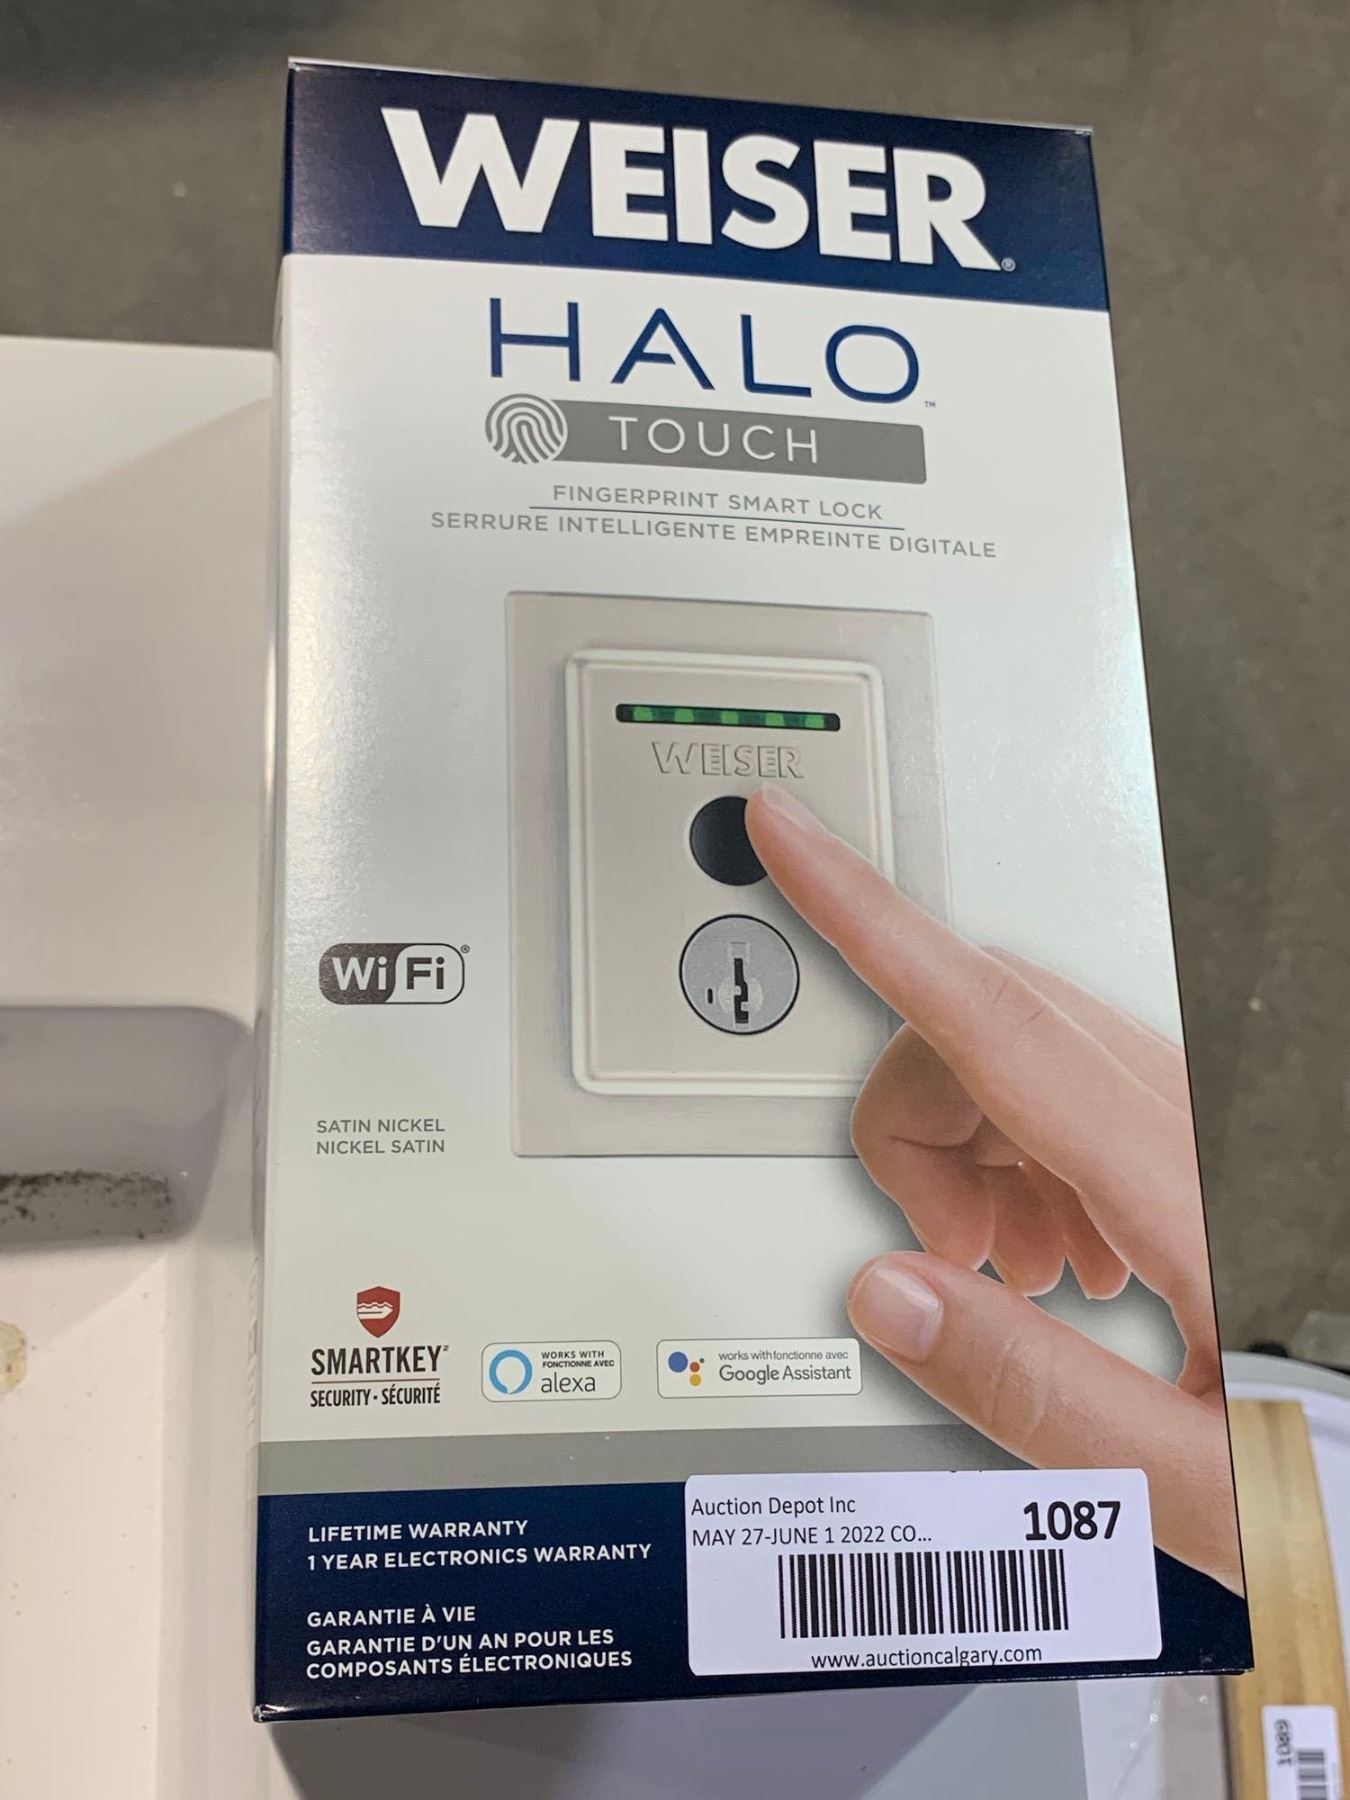 WEISER®
HALO™
TOUCH
FINGERPRINT SMART LOCK
SERRURE INTELLIGENTE EMPREINTE DIGITALE
WEISER
WiFi®
SATIN NICKEL
NICKEL SATIN
SMARTKEY
SECURITY • SÉCURITÉ
WORKS WITH
FONCTIONNE AVEC
alexa
works with/fonctionne avec
Google Assistant
LIFETIME WARRANTY
1 YEAR ELECTRONICS WARRANTY
GARANTIE À VIE
GARANTIE D'UN AN POUR LES
COMPOSANTS ÉLECTRONIQUES
Auction Depot Inc
1087
MAY 27-JUNE 1 2022 CO...
www.auctioncalgary.com
1089